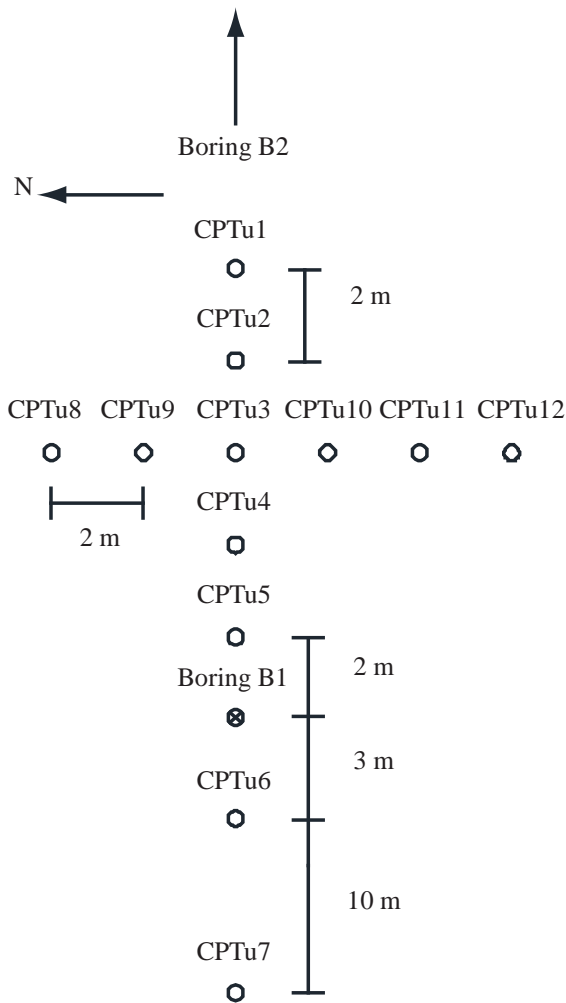 Boring B2
N
CPTu1
2 m
CPTu2
CPTu8 CPTu9 CPTu3 CPTu10 CPTu11 CPTu12
2 m
CPTu4
CPTu5
2 m
Boring B1
3 m
CPTu6
10 m
CPTu7